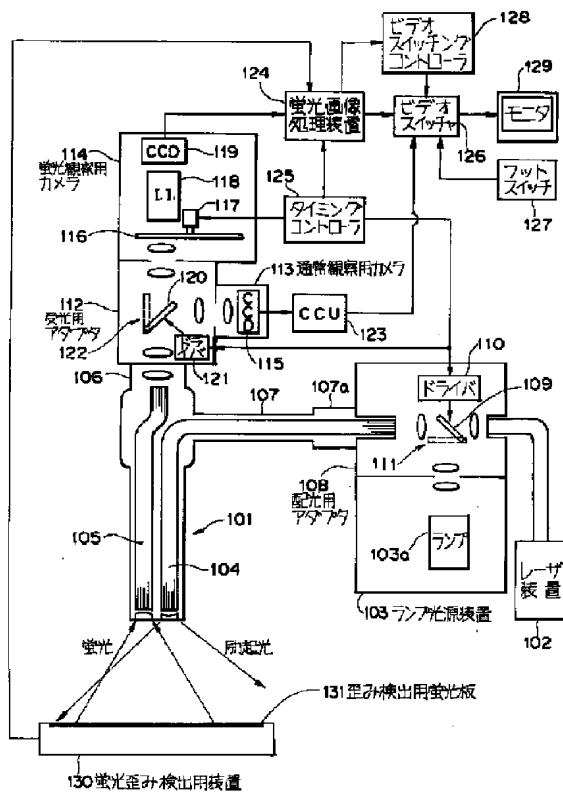 128
ビデオ
スイッチング
コントローラ
124
129
蛍光画像
処理装置
ビデオ
スイッチャ
モニタ
126
114
蛍光観察用
カメラ
CCD
119
I.I.
118
117
125
タイミング
コントローラ
フット
スイッチ
127
116
113 通常観察用カメラ
120
112
受光用
アダプタ
122
CCD
115
CCU
123
ドライバ
121
106
107
107a
110
ドライバ
109
111
108
配光用
アダプタ
101
105
104
103a
ランプ
レーザ
装置
102
103 ランプ光源装置
蛍光
励起光
131 歪み検出用蛍光板
130 蛍光歪み検出用装置